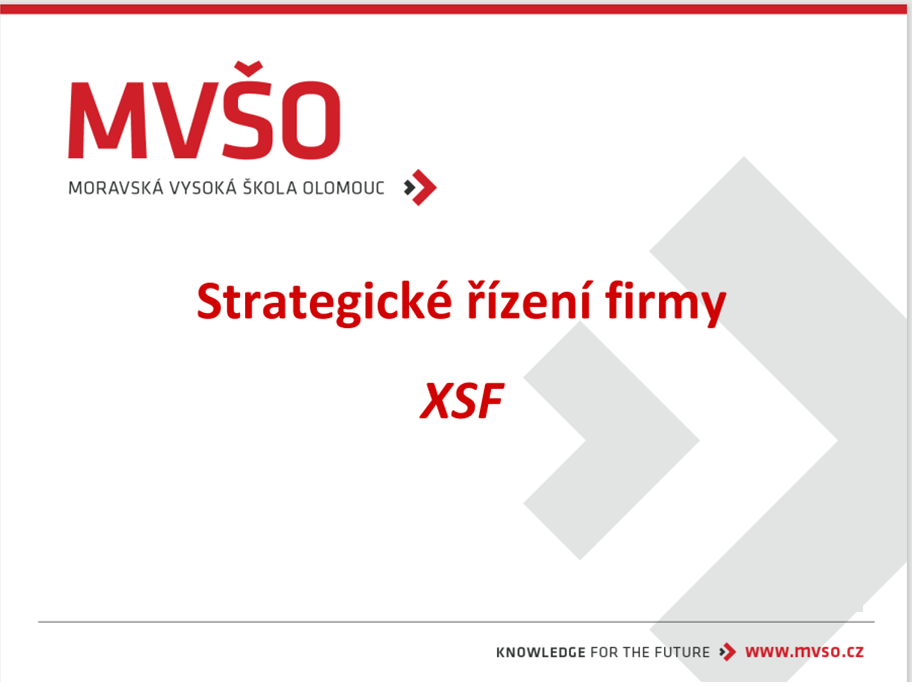 MVŠO
MORAVSKÁ VYSOKÁ ŠKOLA OLOMOUC
Strategické řízení firmy
XSF
KNOWLEDGE FOR THE FUTURE www.mvso.cz